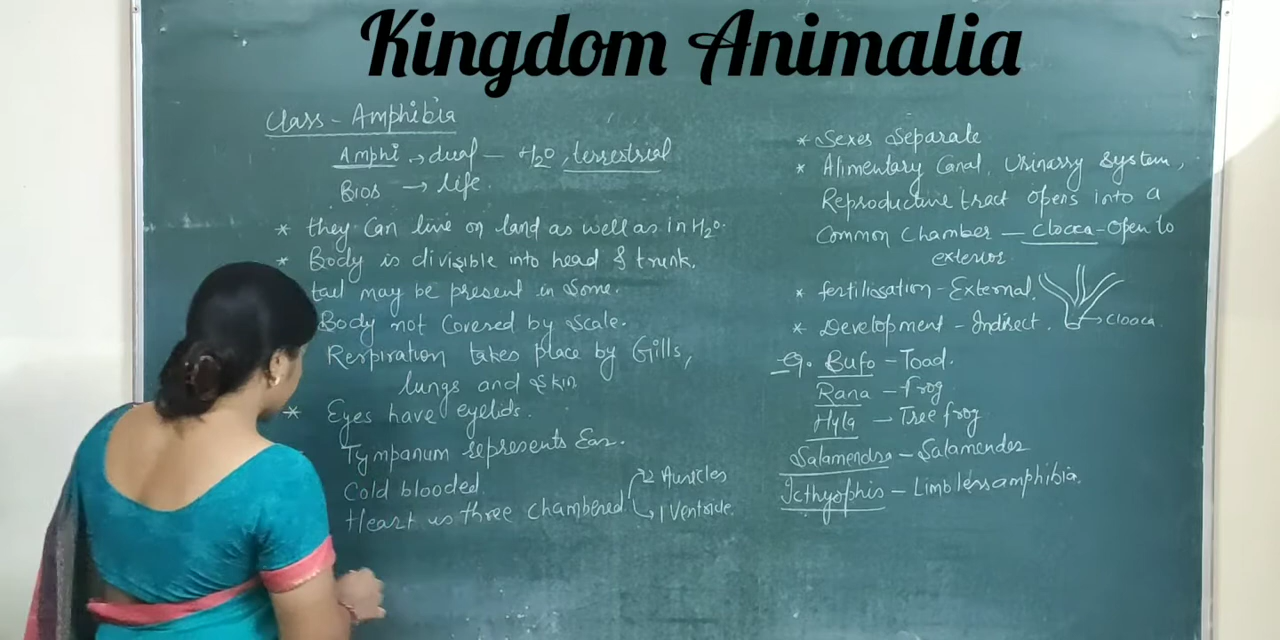 Kingdom Animalia
Class - Amphibia
Amphi → dual — H₂O, terrestrial
Bios → life.
* they Can live on land as well as in H₂O.
* Body is divisible into head & trunk.
tail may be present in some.
Body not Covered by scale.
Respiration takes place by Gills,
lungs and skin
* Eyes have eyelids.
Tympanum represents Ear.
Cold blooded.
Heart is three chambered
→ 2 Auricles
→ 1 Ventricle.
* Sexes Separate
* Alimentary Canal, Urinarry system,
Reproductive tract opens into a
Common Chamber — Cloaca - Open to
exterior
* fertilisation - External.
* Development - Indirect.
→ Clooca.
eg. Bufo - Toad.
Rana - frog
Hyla - Tree frog
Salamendra - Salamender
Icthyophis - Limbless amphibia.